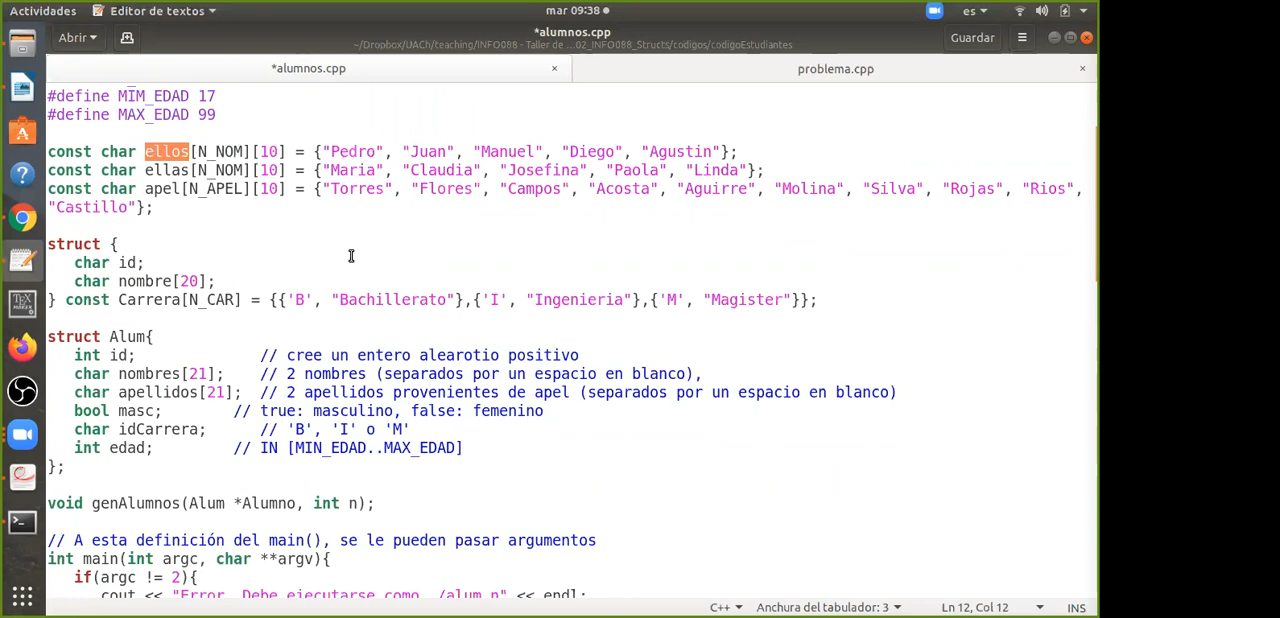 Actividades Editor de textos mar 09:38 es
Abrir *alumnos.cpp Guardar
~/Dropbox/UACh/teaching/INFO088 - Taller de ...02_INFO088_Structs/codigos/codigoEstudiantes
*alumnos.cpp × problema.cpp ×
#define MIM_EDAD 17
#define MAX_EDAD 99
const char ellos[N_NOM][10] = {"Pedro", "Juan", "Manuel", "Diego", "Agustin"};
const char ellas[N_NOM][10] = {"Maria", "Claudia", "Josefina", "Paola", "Linda"};
const char apel[N_APEL][10] = {"Torres", "Flores", "Campos", "Acosta", "Aguirre", "Molina", "Silva", "Rojas", "Rios",
"Castillo"};
struct {
char id;
char nombre[20];
} const Carrera[N_CAR] = {{'B', "Bachillerato"},{'I', "Ingenieria"},{'M', "Magister"}};
struct Alum{
int id; // cree un entero alearotio positivo
char nombres[21]; // 2 nombres (separados por un espacio en blanco),
char apellidos[21]; // 2 apellidos provenientes de apel (separados por un espacio en blanco)
bool masc; // true: masculino, false: femenino
char idCarrera; // 'B', 'I' o 'M'
int edad; // IN [MIN_EDAD..MAX_EDAD]
};
void genAlumnos(Alum *Alumno, int n);
// A esta definición del main(), se le pueden pasar argumentos
int main(int argc, char **argv){
if(argc != 2){
cout << "Error. Debe ejecutarse como ./alum n" << endl;
C++ Anchura del tabulador: 3 Ln 12, Col 12 INS